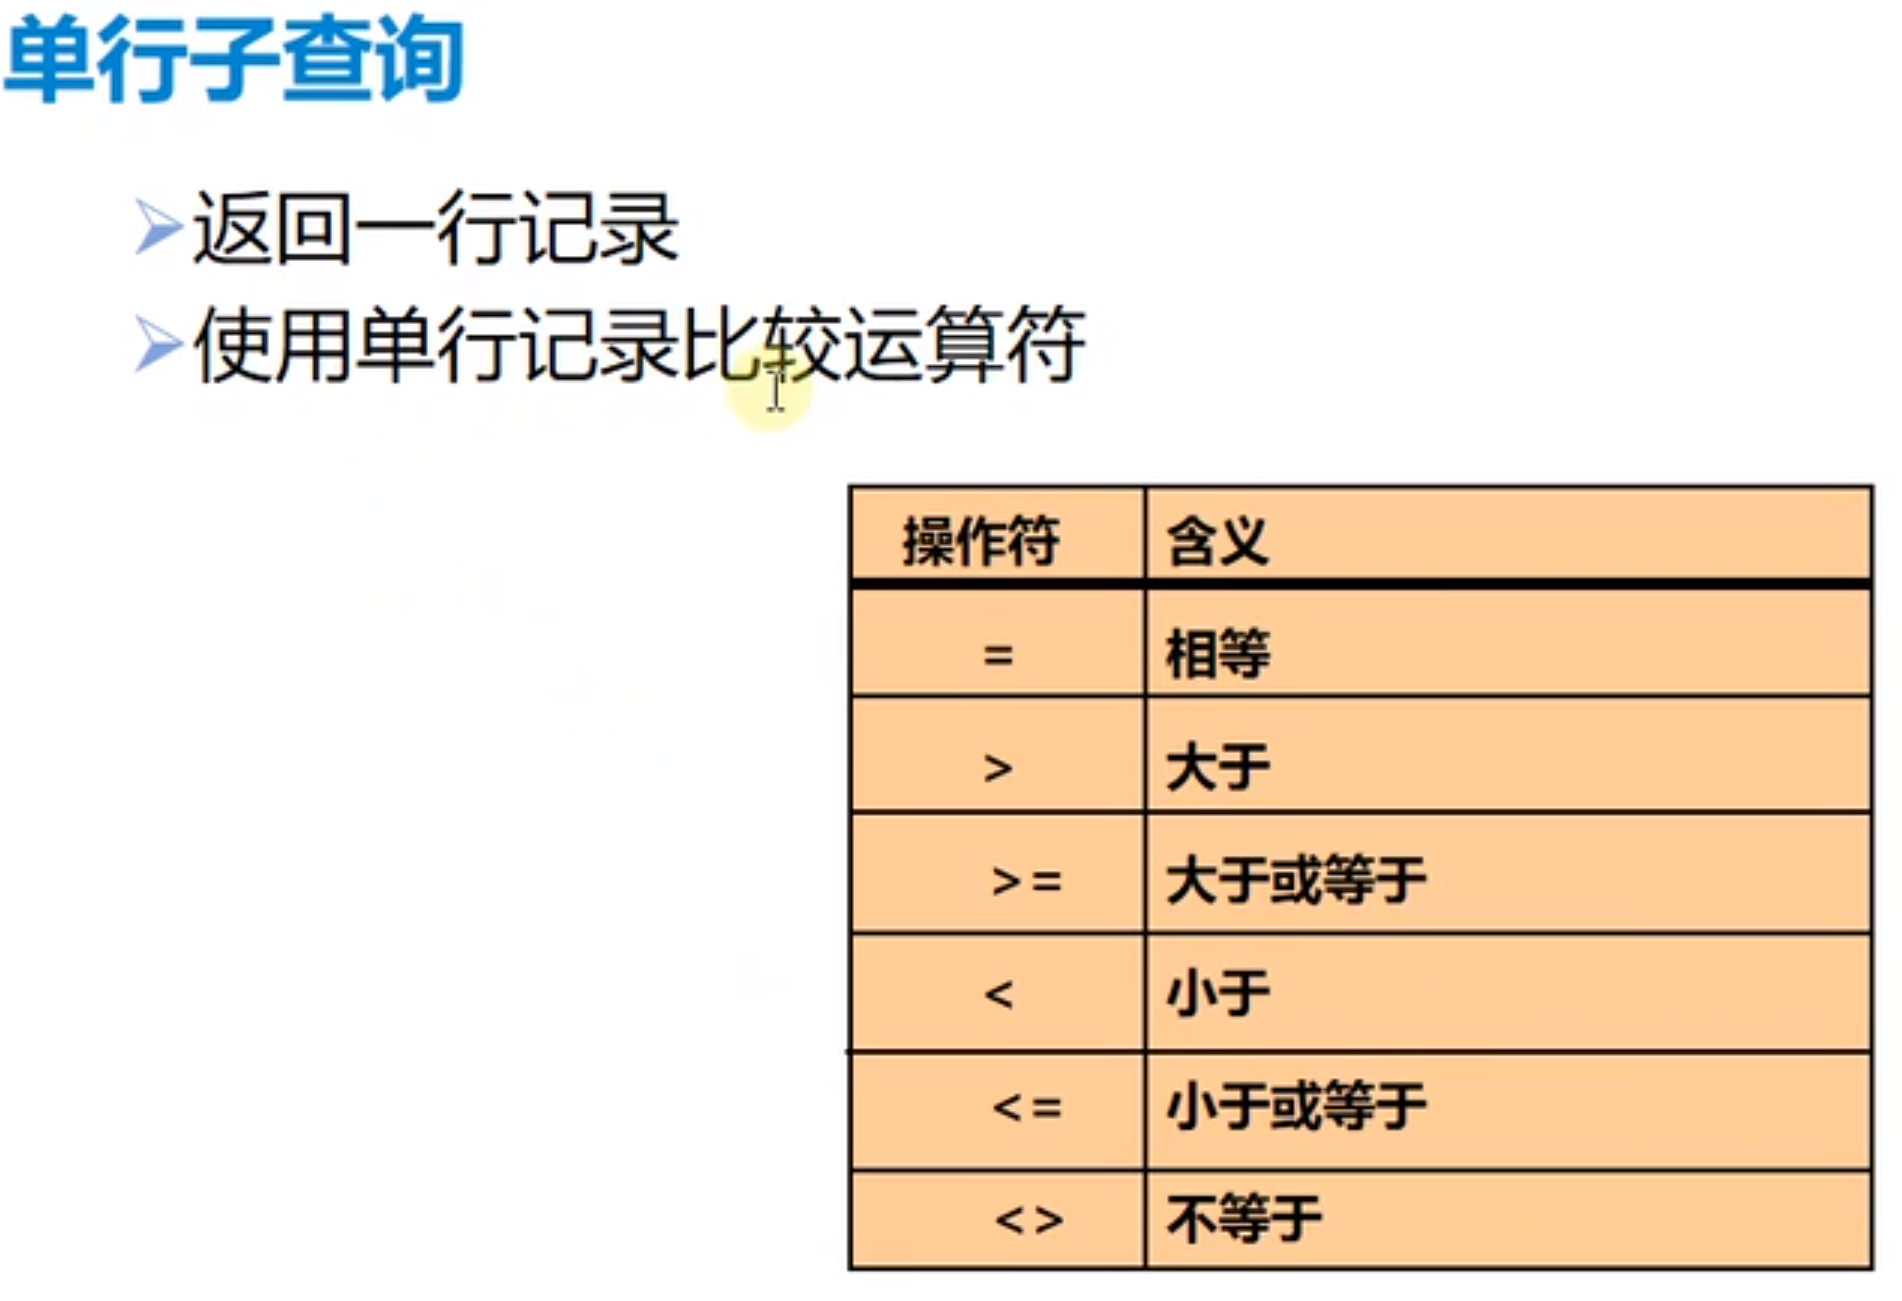 单行子查询
返回一行记录
使用单行记录比较运算符
操作符 含义
= 相等
> 大于
>= 大于或等于
< 小于
<= 小于或等于
<> 不等于